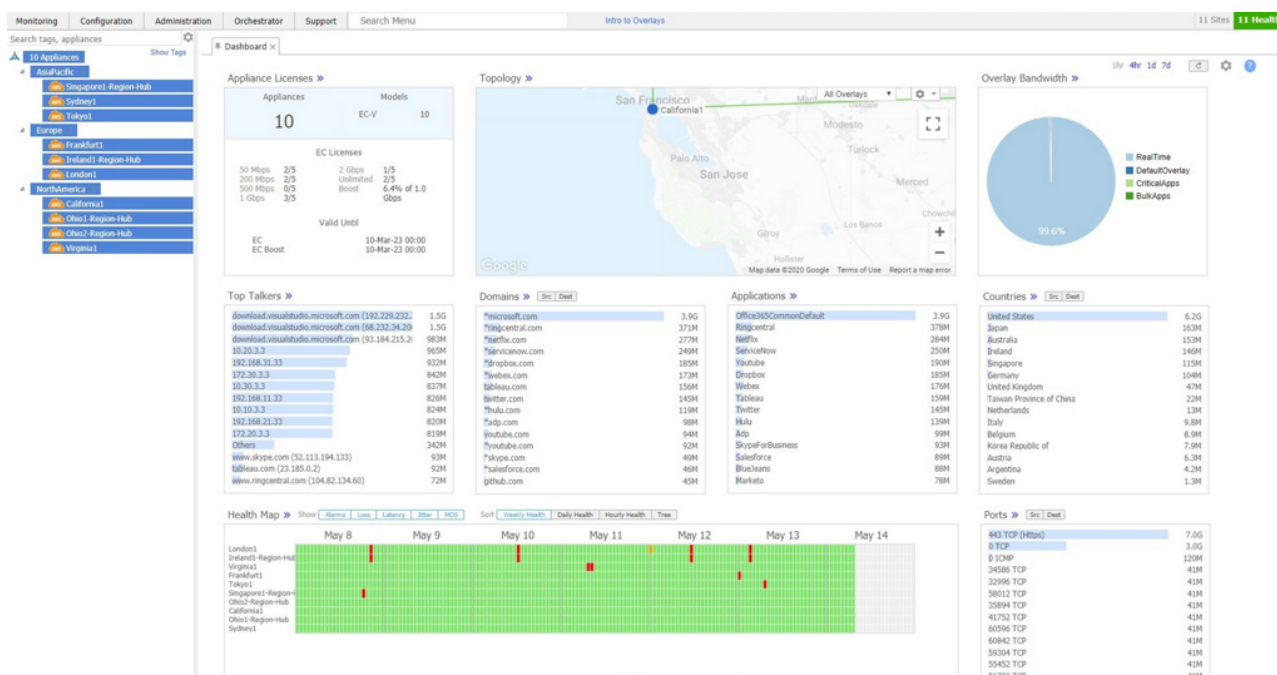 Monitoring Configuration Administration Orchestrator Support Search Menu Intro to Overlays 11 Sites 11 Health
Search tags, appliances
Show Tags
10 Appliances
AsiaPacific
Singapore1-Region-Hub
Sydney1
Tokyo1
Europe
Frankfurt1
Ireland1-Region-Hub
London1
NorthAmerica
California1
Ohio1-Region-Hub
Ohio2-Region-Hub
Virginia1
Dashboard ×
1hr 4hr 1d 7d
Appliance Licenses »
Appliances Models
10 EC-V 10
EC Licenses
50 Mbps 2/5 2 Gbps 1/5
200 Mbps 2/5 Unlimited 2/5
500 Mbps 0/5 Boost 6.4% of 1.0
1 Gbps 3/5 Gbps
Valid Until
EC 10-Mar-23 00:00
EC Boost 10-Mar-23 00:00
Topology »
All Overlays
San Francisco
California1
Oakdale
Modesto
Turlock
Palo Alto
San Jose
Merced
Chowchil
Los Banos
Gilroy
Hollister
Google
Map data ©2020 Google Terms of Use Report a map error
Overlay Bandwidth »
RealTime
DefaultOverlay
CriticalApps
BulkApps
99.6%
Top Talkers »
download.visualstudio.microsoft.com (192.229.232. 1.5G
download.visualstudio.microsoft.com (68.232.34.20 1.5G
download.visualstudio.microsoft.com (93.184.215.2 983M
10.20.3.3 965M
192.168.31.33 932M
172.30.3.3 842M
10.30.3.3 837M
192.168.11.33 826M
10.10.3.3 824M
192.168.21.33 820M
172.20.3.3 819M
Others 342M
www.skype.com (52.113.194.133) 93M
tableau.com (23.185.0.2) 92M
www.ringcentral.com (104.82.134.60) 72M
Domains » Src Dest
*microsoft.com 3.9G
*ringcentral.com 371M
*netflix.com 277M
*servicenow.com 249M
*dropbox.com 185M
*webex.com 173M
tableau.com 156M
twitter.com 145M
*hulu.com 119M
*adp.com 98M
youtube.com 94M
*youtube.com 92M
*skype.com 49M
*salesforce.com 46M
github.com 45M
Applications »
Office365CommonDefault 3.9G
Ringcentral 378M
Netflix 284M
ServiceNow 250M
Youtube 190M
Dropbox 185M
Webex 176M
Tableau 159M
Twitter 145M
Hulu 139M
Adp 99M
SkypeForBusiness 93M
Salesforce 89M
BlueJeans 88M
Marketo 78M
Countries » Src Dest
United States 6.2G
Japan 163M
Australia 153M
Ireland 146M
Singapore 115M
Germany 104M
United Kingdom 47M
Taiwan Province of China 22M
Netherlands 13M
Italy 9.8M
Belgium 8.9M
Korea Republic of 7.9M
Austria 6.3M
Argentina 4.2M
Sweden 1.3M
Health Map » Show Alarms Loss Latency Jitter MOS Sort Weekly Health Daily Health Hourly Health Tree
May 8 May 9 May 10 May 11 May 12 May 13 May 14
London1
Ireland1-Region-Hub
Virginia1
Frankfurt1
Tokyo1
Singapore1-Region-H
Ohio2-Region-Hub
California1
Ohio1-Region-Hub
Sydney1
Ports » Src Dest
443 TCP (Https) 7.0G
0 TCP 3.0G
0 ICMP 120M
34586 TCP 41M
32996 TCP 41M
58012 TCP 41M
35894 TCP 41M
41752 TCP 41M
60596 TCP 41M
60842 TCP 41M
59304 TCP 41M
55452 TCP 41M